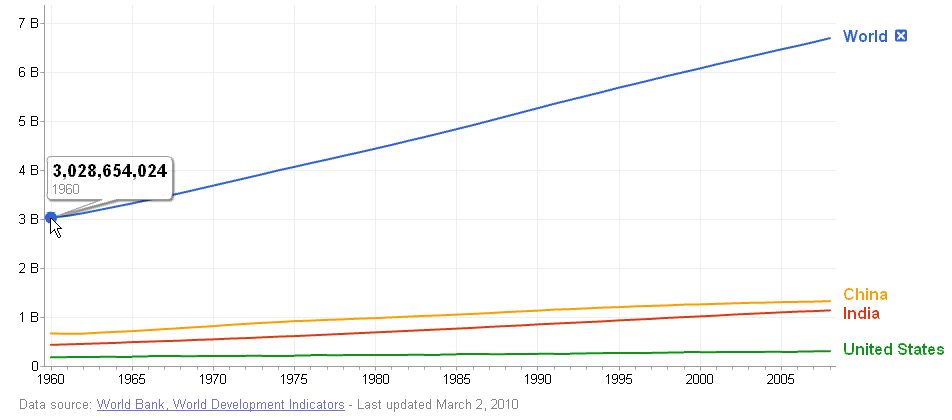 7 B
World
6 B
5 B
4 B
3,028,654,024
1960
3 B
2 B
China
1 B
India
United States
0
1960 1965 1970 1975 1980 1985 1990 1995 2000 2005
Data source: World Bank, World Development Indicators - Last updated March 2, 2010